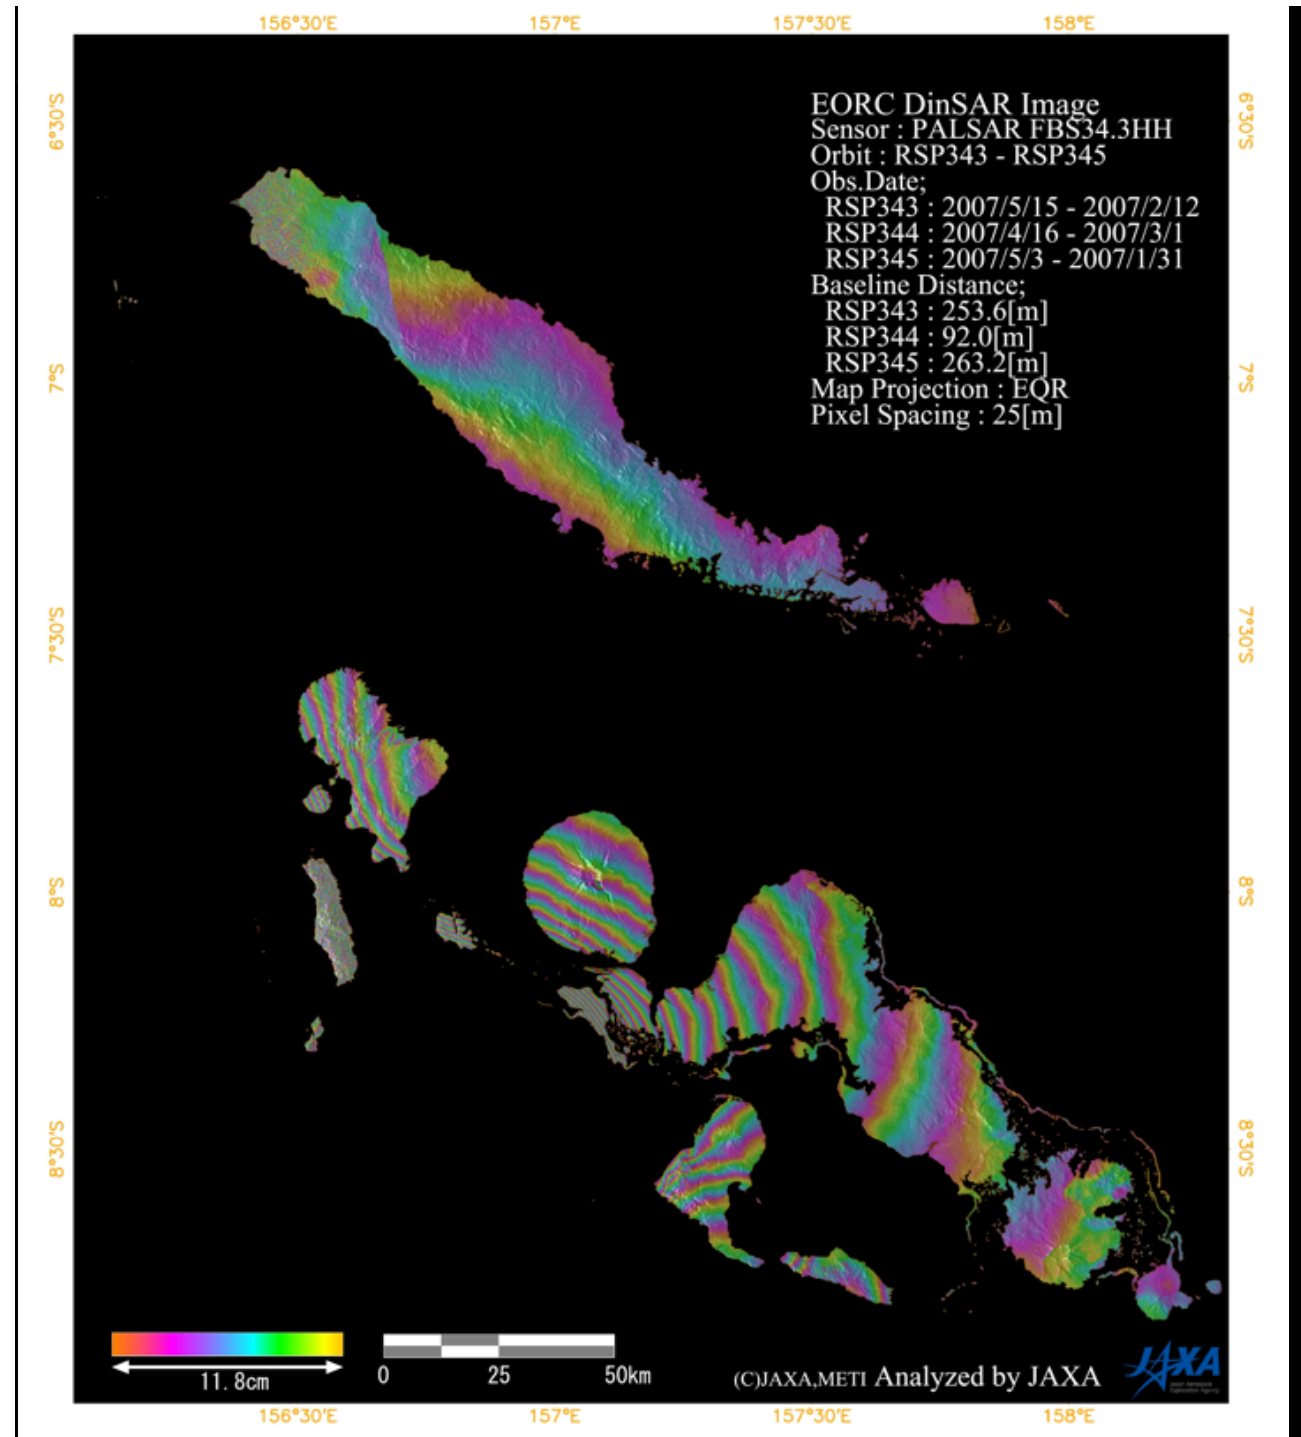 156°30'E 157°E 157°30'E 158°E
6°30'S 6°30'S
EORC DinSAR Image
Sensor : PALSAR FBS34.3HH
Orbit : RSP343 - RSP345
Obs.Date;
RSP343 : 2007/5/15 - 2007/2/12
RSP344 : 2007/4/16 - 2007/3/1
RSP345 : 2007/5/3 - 2007/1/31
Baseline Distance;
RSP343 : 253.6[m]
RSP344 : 92.0[m]
RSP345 : 263.2[m]
Map Projection : EQR
Pixel Spacing : 25[m]
7°S 7°S
7°30'S 7°30'S
8°S 8°S
8°30'S 8°30'S
11.8cm
0 25 50km
(C)JAXA,METI Analyzed by JAXA
JAXA
Japan Aerospace
Exploration Agency
156°30'E 157°E 157°30'E 158°E